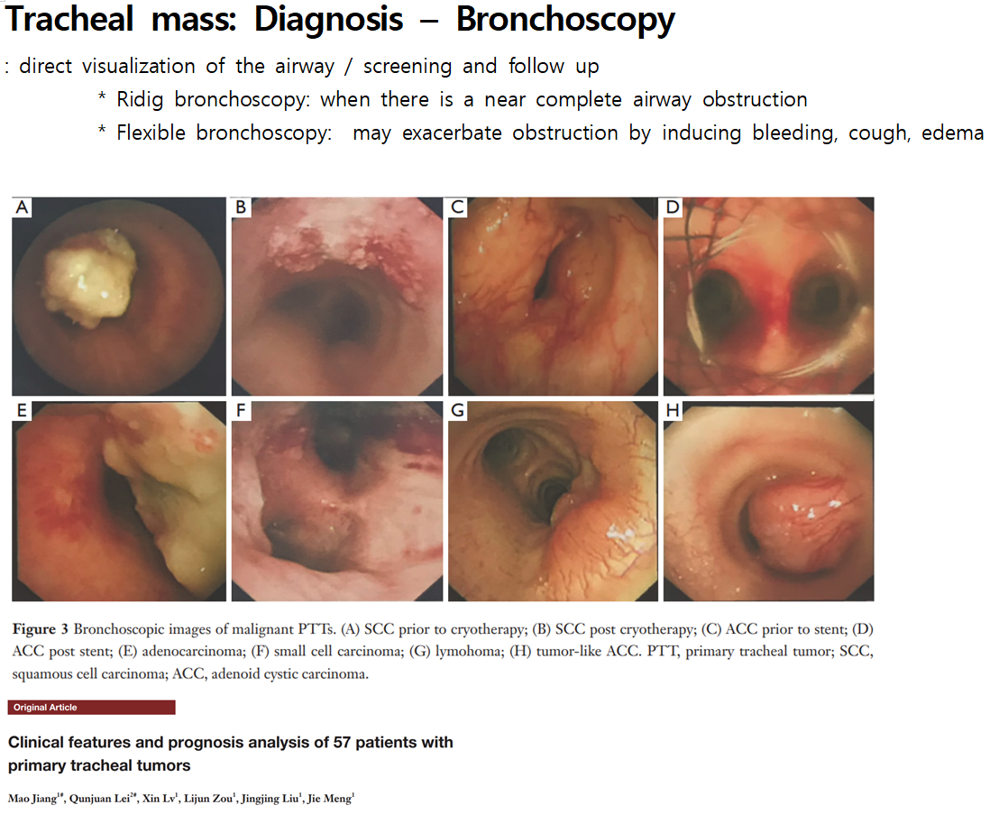 Tracheal mass: Diagnosis – Bronchoscopy
: direct visualization of the airway / screening and follow up
* Ridig bronchoscopy: when there is a near complete airway obstruction
* Flexible bronchoscopy: may exacerbate obstruction by inducing bleeding, cough, edema
A
B
C
D
E
F
G
H
Figure 3 Bronchoscopic images of malignant PTTs. (A) SCC prior to cryotherapy; (B) SCC post cryotherapy; (C) ACC prior to stent; (D)
ACC post stent; (E) adenocarcinoma; (F) small cell carcinoma; (G) lymohoma; (H) tumor-like ACC. PTT, primary tracheal tumor; SCC,
squamous cell carcinoma; ACC, adenoid cystic carcinoma.
Original Article
Clinical features and prognosis analysis of 57 patients with
primary tracheal tumors
Mao Jiang1#, Qunjuan Lei2#, Xin Lv1, Lijun Zou1, Jingjing Liu1, Jie Meng1